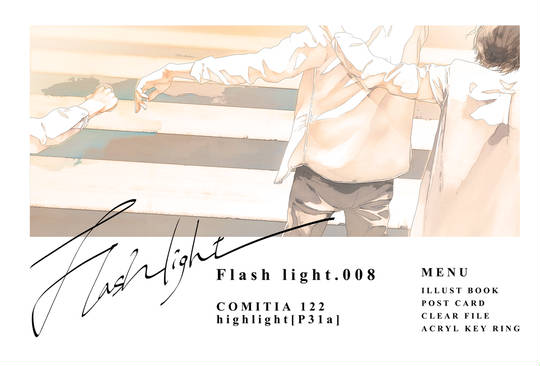 Flashlight
Flash light.008
COMITIA 122
highlight[P31a]
MENU
ILLUST BOOK
POST CARD
CLEAR FILE
ACRYL KEY RING